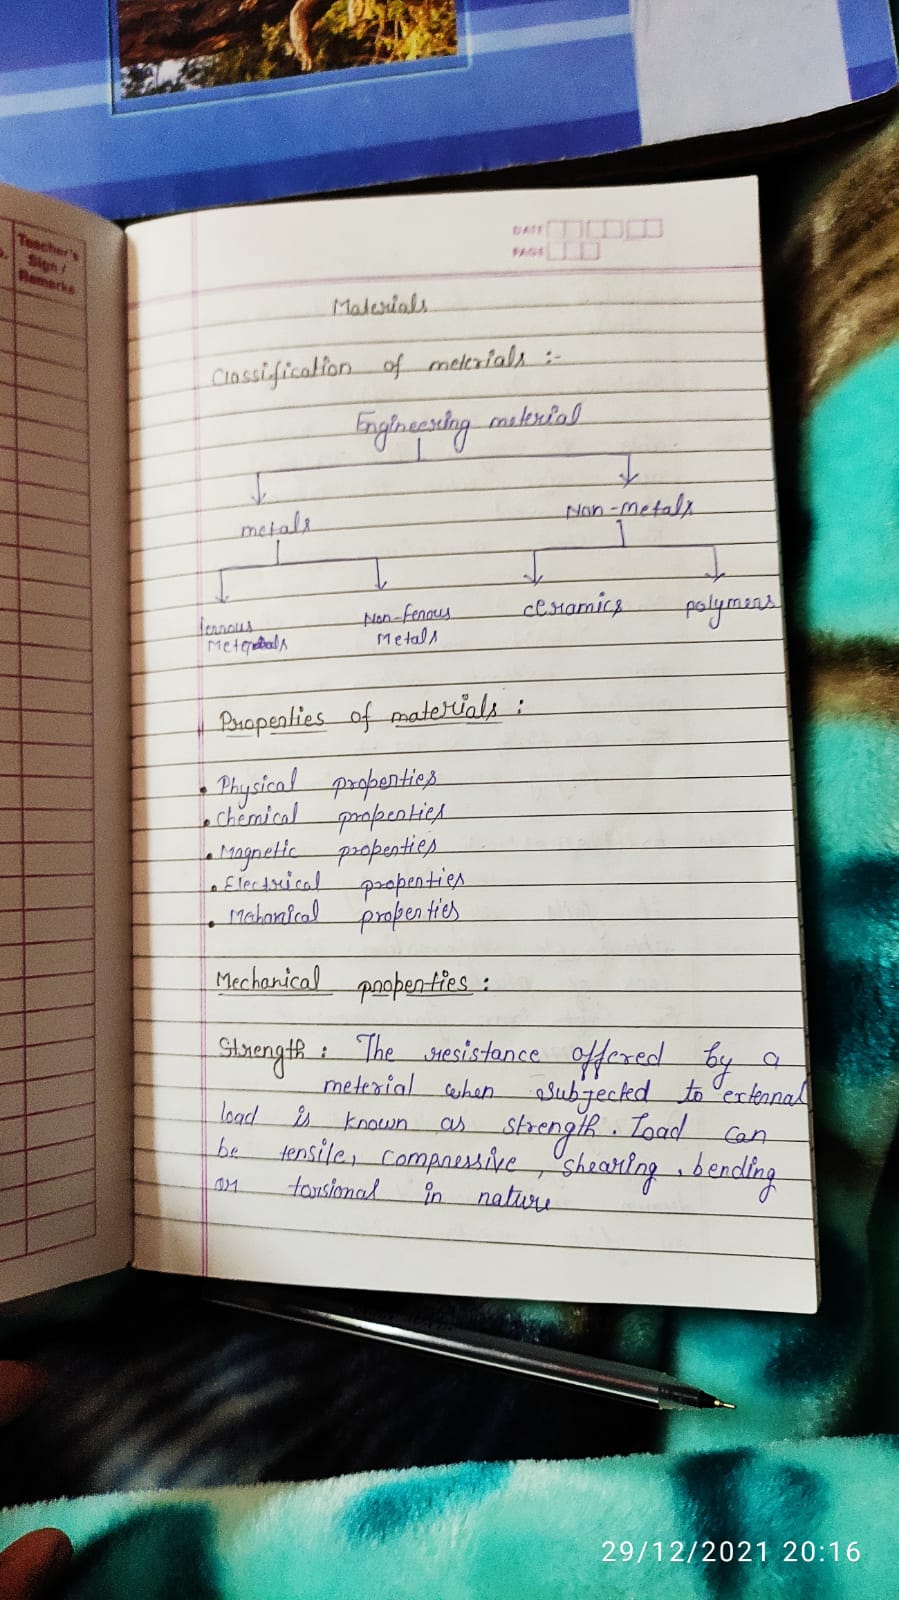 Teacher's
Sign /
Remarks
DATE
PAGE
Materials
Classification of meterials :-
Engineering meterial
metals
Non-metals
ferrous
Metals
Non-ferrous
Metals
ceramics
polymers
Properties of materials :
• Physical properties
• Chemical properties
• Magnetic properties
• Electrical properties
• Mehanical properties
Mechanical properties :
Strength : The resistance offered by a
meterial when subjected to external
load is known as strength. Load can
be tensile, compressive, shearing, bending
or torsional in nature
29/12/2021 20:16